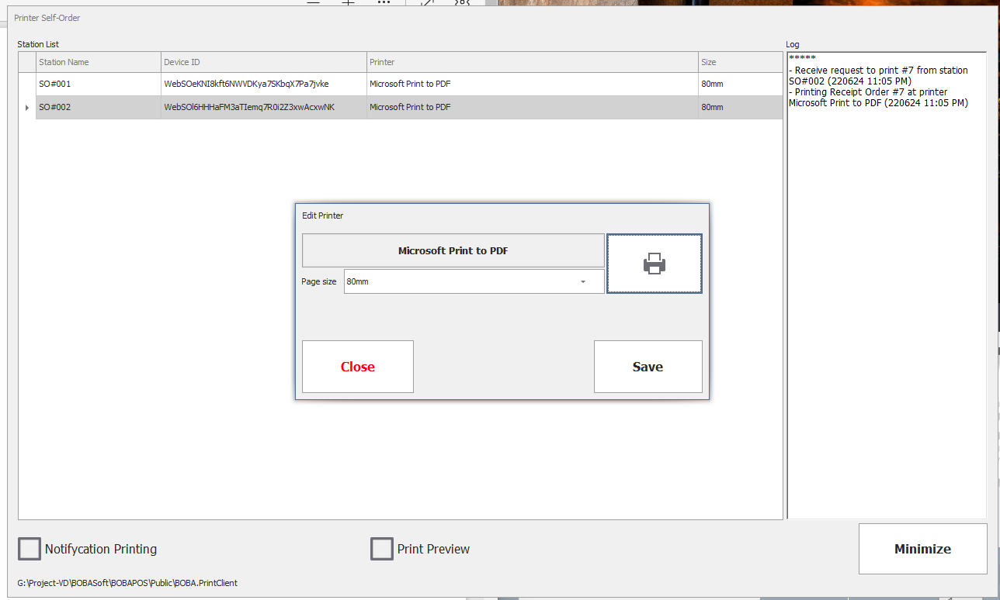 Printer Self-Order
Station List
Station Name Device ID Printer Size
SO#001 WebSOeKNI8kft6NWVDKya7SKbqX7Pa7jvke Microsoft Print to PDF 80mm
SO#002 WebSOl6HHHaFM3aTIemq7R0iZZ3xwAcxwNK Microsoft Print to PDF 80mm
Log
*****
- Receive request to print #7 from station
SO#002 (220624 11:05 PM)
- Printing Receipt Order #7 at printer
Microsoft Print to PDF (220624 11:05 PM)
Edit Printer
Microsoft Print to PDF
Page size 80mm
Close Save
Notifycation Printing Print Preview Minimize
G:\Project-VD\BOBASoft\BOBAPOS\Public\BOBA.PrintClient